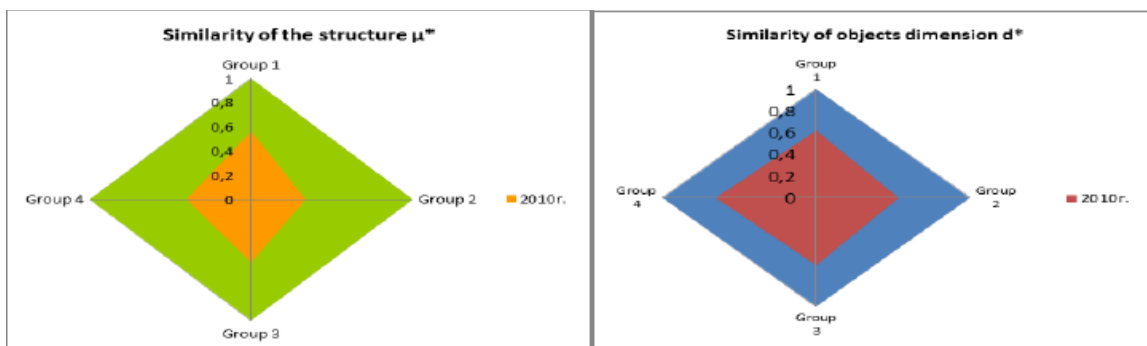 Similarity of the structure μ*
Group 1
1
0,8
0,6
0,4
0,2
0
Group 4
Group 2
2010r.
Group 3
Similarity of objects dimension d*
Group
1
1
0,8
0,6
0,4
0,2
0
Group
4
Group
2
2010r.
Group
3